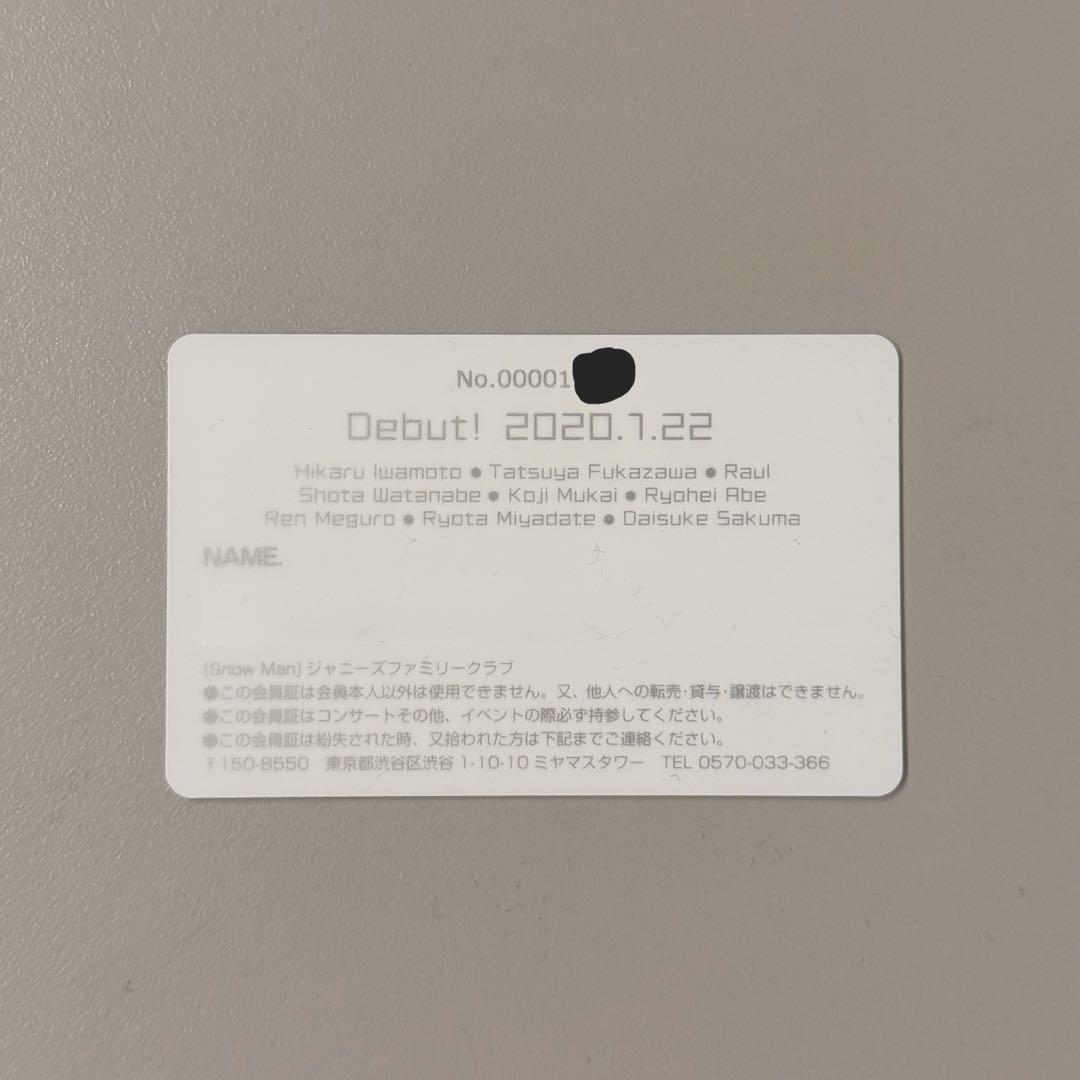 No.00001
Debut! 2020.1.22
Hikaru Iwamoto ● Tatsuya Fukazawa ● Raul
Shota Watanabe ● Koji Mukai ● Ryohei Abe
Ren Meguro ● Ryota Miyadate ● Daisuke Sakuma
NAME.
[Snow Man] ジャニーズファミリークラブ
●この会員証は会員本人以外は使用できません。又、他人への転売・貸与・譲渡はできません。
●この会員証はコンサートその他、イベントの際必ず持参してください。
●この会員証は紛失された時、又拾われた方は下記までご連絡ください。
〒150-8550 東京都渋谷区渋谷 1-10-10 ミヤマスタワー TEL 0570-033-366